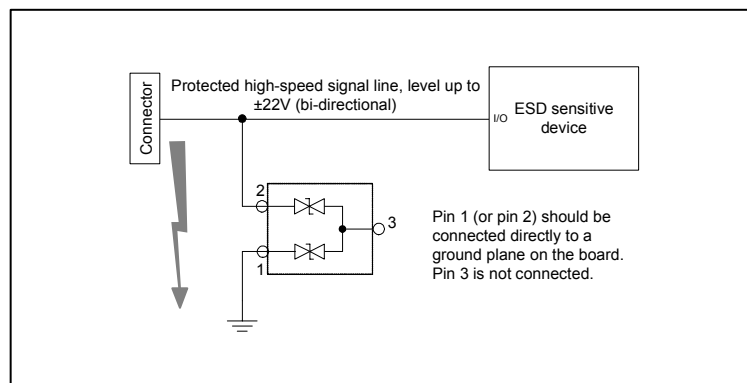 Connector
Protected high-speed signal line, level up to
±22V (bi-directional)
I/O
ESD sensitive
device
2
3
1
Pin 1 (or pin 2) should be
connected directly to a
ground plane on the board.
Pin 3 is not connected.